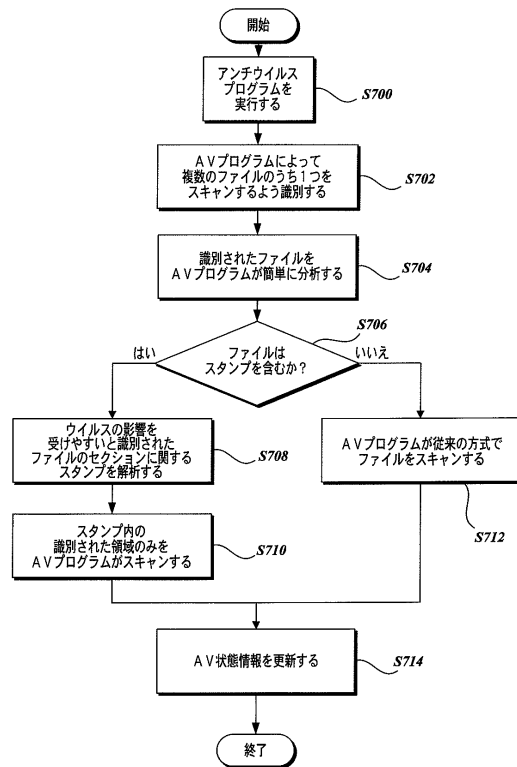 開始
アンチウイルス
プログラムを
実行する
S700
AVプログラムによって
複数のファイルのうち1つを
スキャンするよう識別する
S702
識別されたファイルを
AVプログラムが簡単に分析する
S704
S706
はい
ファイルは
スタンプを含むか?
いいえ
ウイルスの影響を
受けやすいと識別された
ファイルのセクションに関する
スタンプを解析する
S708
AVプログラムが従来の方式で
ファイルをスキャンする
S712
スタンプ内の
識別された領域のみを
AVプログラムがスキャンする
S710
AV状態情報を更新する
S714
終了